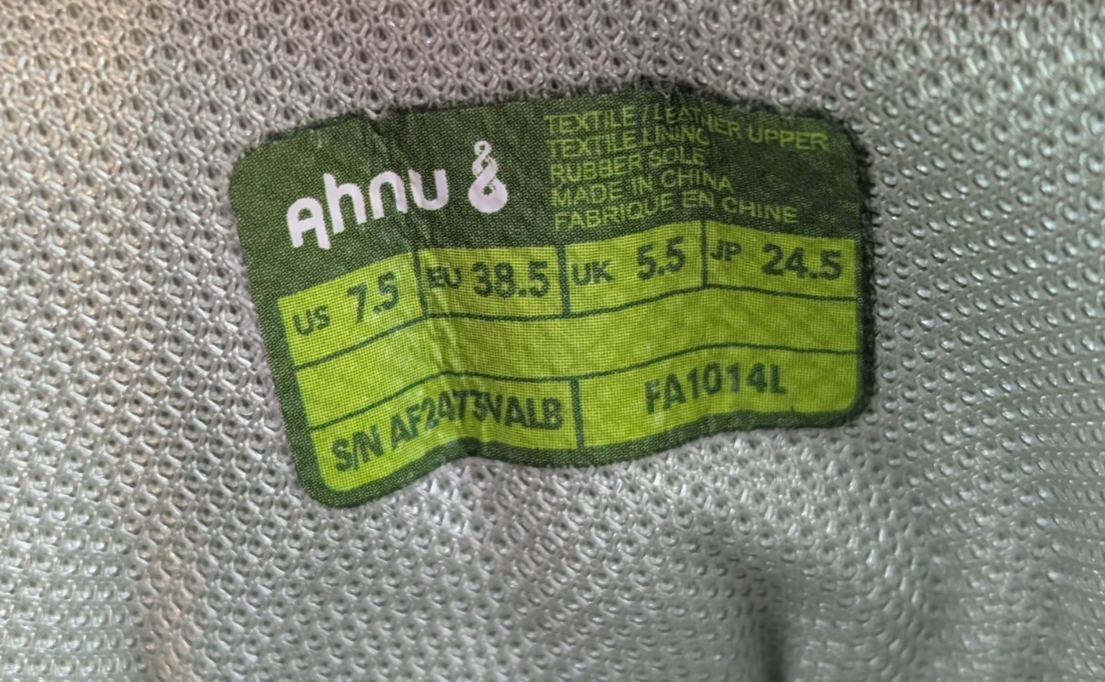 Ahnu
TEXTILE / LEATHER UPPER
TEXTILE LINING
RUBBER SOLE
MADE IN CHINA
FABRIQUE EN CHINE
US 7.5 EU 38.5 UK 5.5 JP 24.5
S/N AF2473VALB FA1014L